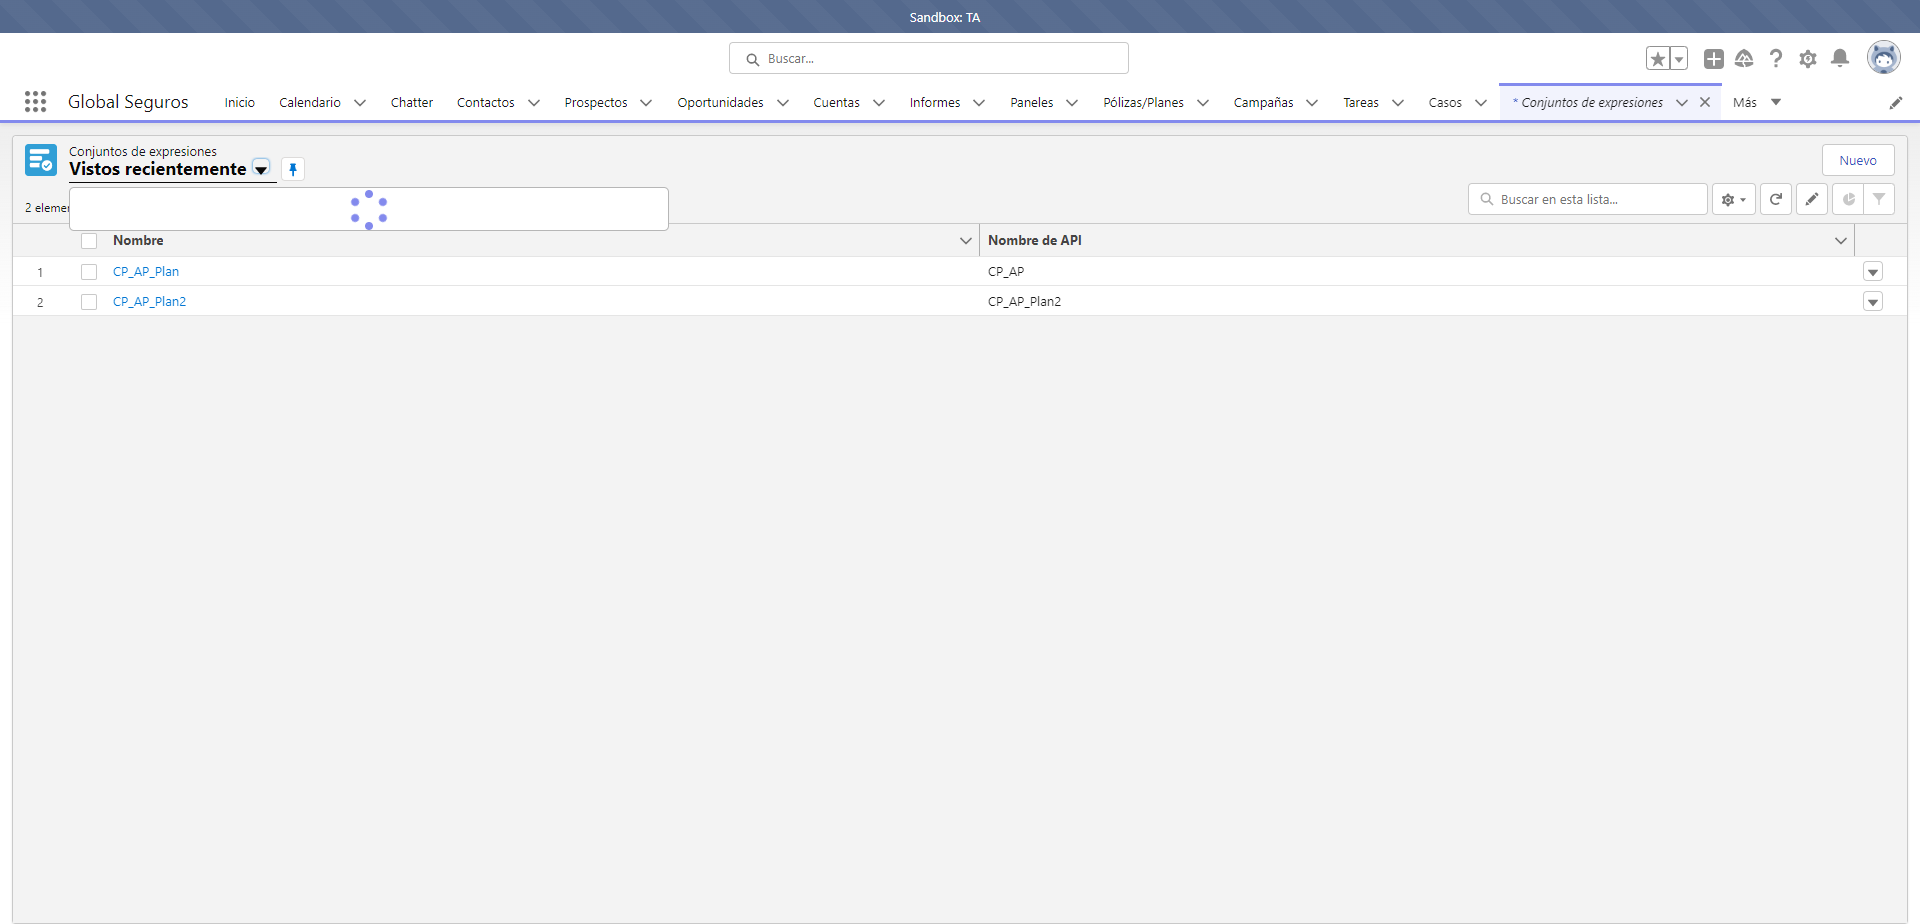 Sandbox: TA
Buscar...
Global Seguros Inicio Calendario Chatter Contactos Prospectos Oportunidades Cuentas Informes Paneles Pólizas/Planes Campañas Tareas Casos * Conjuntos de expresiones Más
Conjuntos de expresiones
Vistos recientemente
Nuevo
2 elemen
Buscar en esta lista...
Nombre Nombre de API
1 CP_AP_Plan CP_AP
2 CP_AP_Plan2 CP_AP_Plan2